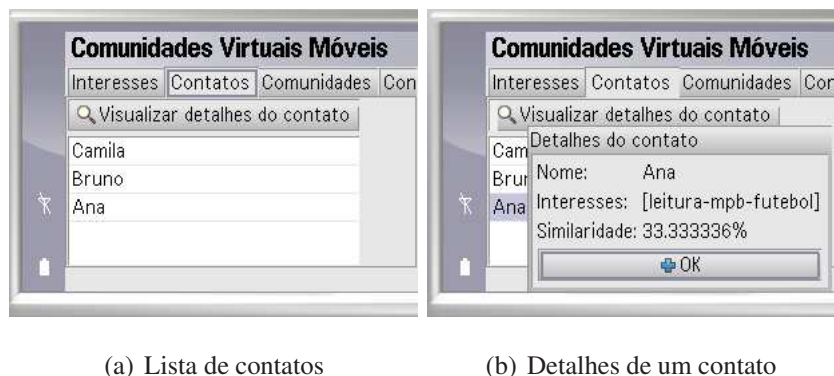 Comunidades Virtuais Móveis
Interesses Contatos Comunidades Con
Visualizar detalhes do contato
Camila
Bruno
Ana
(a) Lista de contatos
Comunidades Virtuais Móveis
Interesses Contatos Comunidades Con
Visualizar detalhes do contato
Cam
Brun
Ana
Detalhes do contato
Nome: Ana
Interesses: [leitura-mpb-futebol]
Similaridade: 33.333336%
OK
(b) Detalhes de um contato